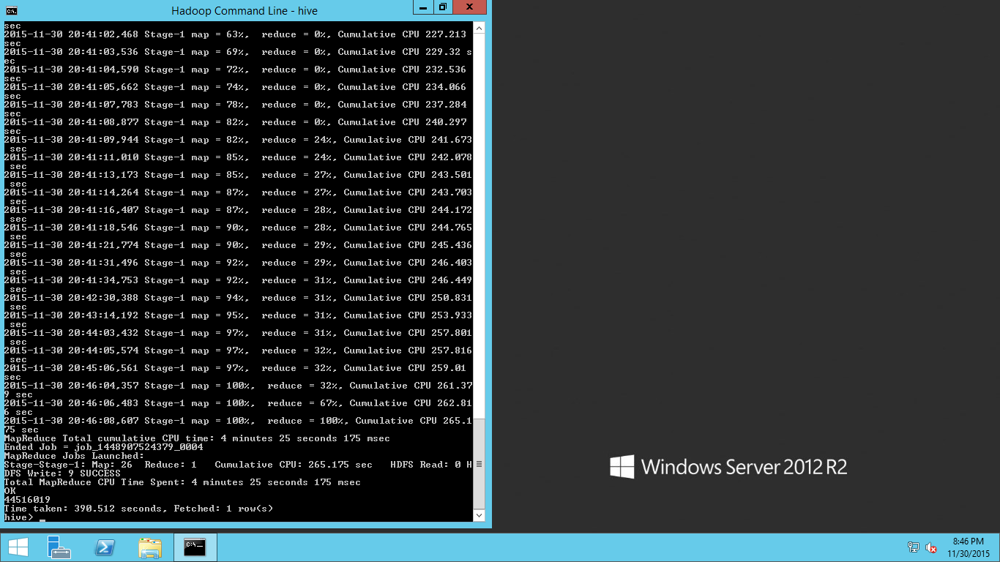 Hadoop Command Line - hive
sec
2015-11-30 20:41:02,468 Stage-1 map = 63%,  reduce = 0%, Cumulative CPU 227.213
sec
2015-11-30 20:41:03,536 Stage-1 map = 69%,  reduce = 0%, Cumulative CPU 229.32 s
ec
2015-11-30 20:41:04,590 Stage-1 map = 72%,  reduce = 0%, Cumulative CPU 232.536
sec
2015-11-30 20:41:05,662 Stage-1 map = 74%,  reduce = 0%, Cumulative CPU 234.066
sec
2015-11-30 20:41:07,783 Stage-1 map = 78%,  reduce = 0%, Cumulative CPU 237.284
sec
2015-11-30 20:41:08,877 Stage-1 map = 82%,  reduce = 0%, Cumulative CPU 240.297
sec
2015-11-30 20:41:09,944 Stage-1 map = 82%,  reduce = 24%, Cumulative CPU 241.673
 sec
2015-11-30 20:41:11,010 Stage-1 map = 85%,  reduce = 24%, Cumulative CPU 242.078
 sec
2015-11-30 20:41:13,173 Stage-1 map = 85%,  reduce = 27%, Cumulative CPU 243.501
 sec
2015-11-30 20:41:14,264 Stage-1 map = 87%,  reduce = 27%, Cumulative CPU 243.703
 sec
2015-11-30 20:41:16,407 Stage-1 map = 87%,  reduce = 28%, Cumulative CPU 244.172
 sec
2015-11-30 20:41:18,546 Stage-1 map = 90%,  reduce = 28%, Cumulative CPU 244.765
 sec
2015-11-30 20:41:21,774 Stage-1 map = 90%,  reduce = 29%, Cumulative CPU 245.436
 sec
2015-11-30 20:41:31,496 Stage-1 map = 92%,  reduce = 29%, Cumulative CPU 246.403
 sec
2015-11-30 20:41:34,753 Stage-1 map = 92%,  reduce = 31%, Cumulative CPU 246.449
 sec
2015-11-30 20:42:30,388 Stage-1 map = 94%,  reduce = 31%, Cumulative CPU 250.831
 sec
2015-11-30 20:43:14,192 Stage-1 map = 95%,  reduce = 31%, Cumulative CPU 253.933
 sec
2015-11-30 20:44:03,432 Stage-1 map = 97%,  reduce = 31%, Cumulative CPU 257.801
 sec
2015-11-30 20:44:05,574 Stage-1 map = 97%,  reduce = 32%, Cumulative CPU 257.816
 sec
2015-11-30 20:45:06,561 Stage-1 map = 97%,  reduce = 32%, Cumulative CPU 259.01
sec
2015-11-30 20:46:04,357 Stage-1 map = 100%,  reduce = 32%, Cumulative CPU 261.37
9 sec
2015-11-30 20:46:06,483 Stage-1 map = 100%,  reduce = 67%, Cumulative CPU 262.81
6 sec
2015-11-30 20:46:08,607 Stage-1 map = 100%,  reduce = 100%, Cumulative CPU 265.1
75 sec
MapReduce Total cumulative CPU time: 4 minutes 25 seconds 175 msec
Ended Job = job_1448907524379_0004
MapReduce Jobs Launched:
Stage-Stage-1: Map: 26  Reduce: 1   Cumulative CPU: 265.175 sec   HDFS Read: 0 H
DFS Write: 9 SUCCESS
Total MapReduce CPU Time Spent: 4 minutes 25 seconds 175 msec
OK
44516019
Time taken: 390.512 seconds, Fetched: 1 row(s)
hive> _
Windows Server 2012 R2
8:46 PM
11/30/2015